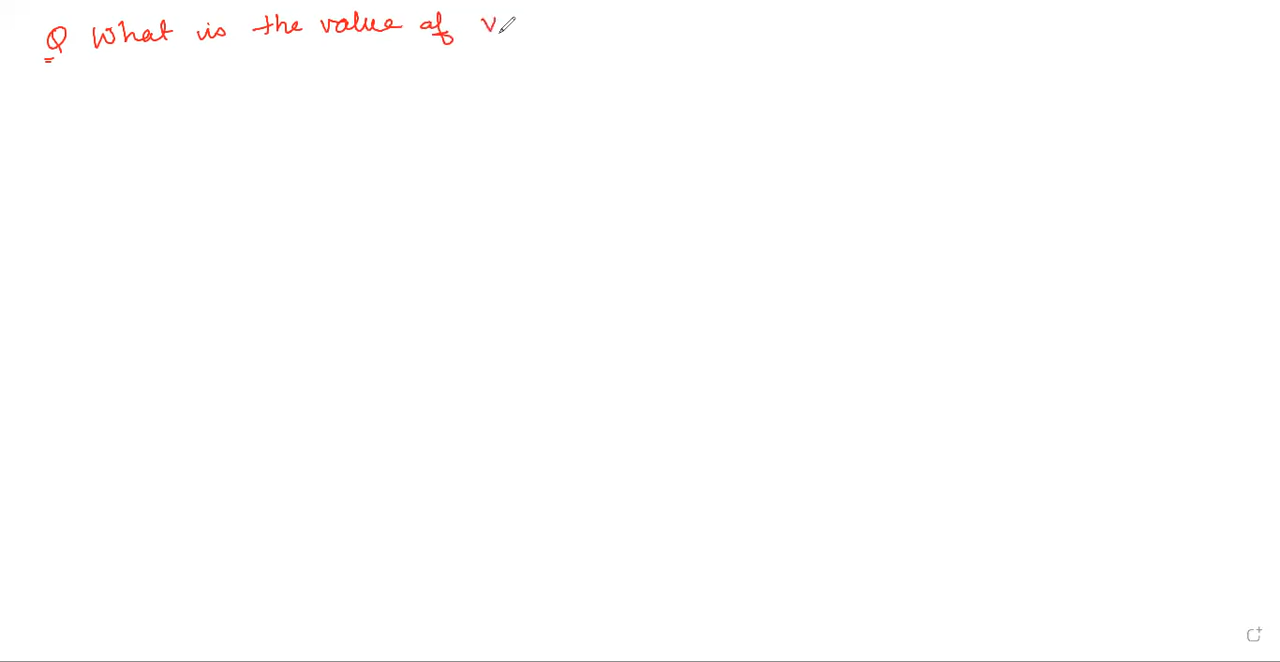 Q What is the value of v